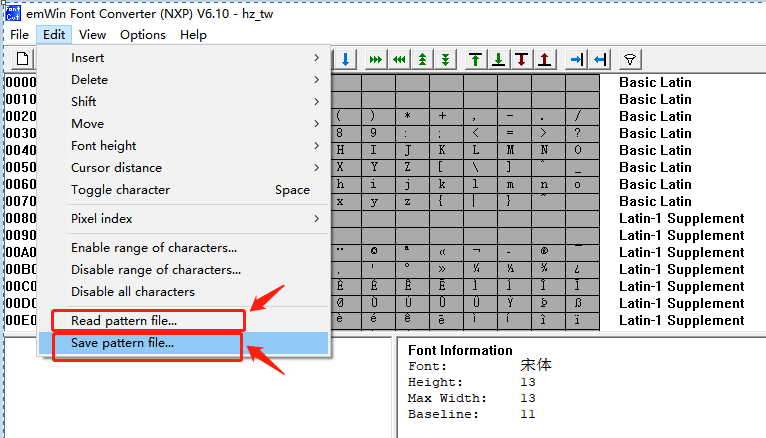 emWin Font Converter (NXP) V6.10 - hz_tw
File Edit View Options Help
Insert
Delete
Shift
Move
Font height
Cursor distance
Toggle character Space
Pixel index
Enable range of characters...
Disable range of characters...
Disable all characters
Read pattern file...
Save pattern file...
0000 Basic Latin
0010 Basic Latin
0020 ( ) * + , - . / Basic Latin
0030 8 9 : ; < = > ? Basic Latin
0040 H I J K L M N O Basic Latin
0050 X Y Z [ \ ] ^ _ Basic Latin
0060 h i j k l m n o Basic Latin
0070 x y z { | } ~ Basic Latin
0080 Latin-1 Supplement
0090 Latin-1 Supplement
00A0 ¨ © ª « ¬ - ® ¯ Latin-1 Supplement
00B0 ¸ ¹ º » ¼ ½ ¾ ¿ Latin-1 Supplement
00C0 È É Ê Ë Ì Í Î Ï Latin-1 Supplement
00D0 Ø Ù Ú Û Ü Ý Þ ß Latin-1 Supplement
00E0 è é ê ë ì í î ï Latin-1 Supplement
Font Information
Font: 宋体
Height: 13
Max Width: 13
Baseline: 11